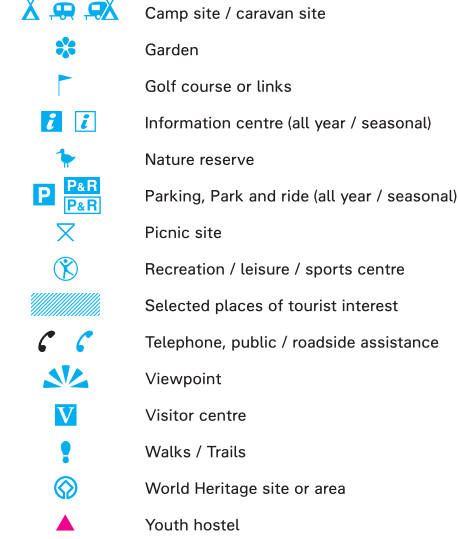 Camp site / caravan site
Garden
Golf course or links
i i Information centre (all year / seasonal)
Nature reserve
P P&R P&R Parking, Park and ride (all year / seasonal)
Picnic site
Recreation / leisure / sports centre
Selected places of tourist interest
Telephone, public / roadside assistance
Viewpoint
V Visitor centre
Walks / Trails
World Heritage site or area
Youth hostel